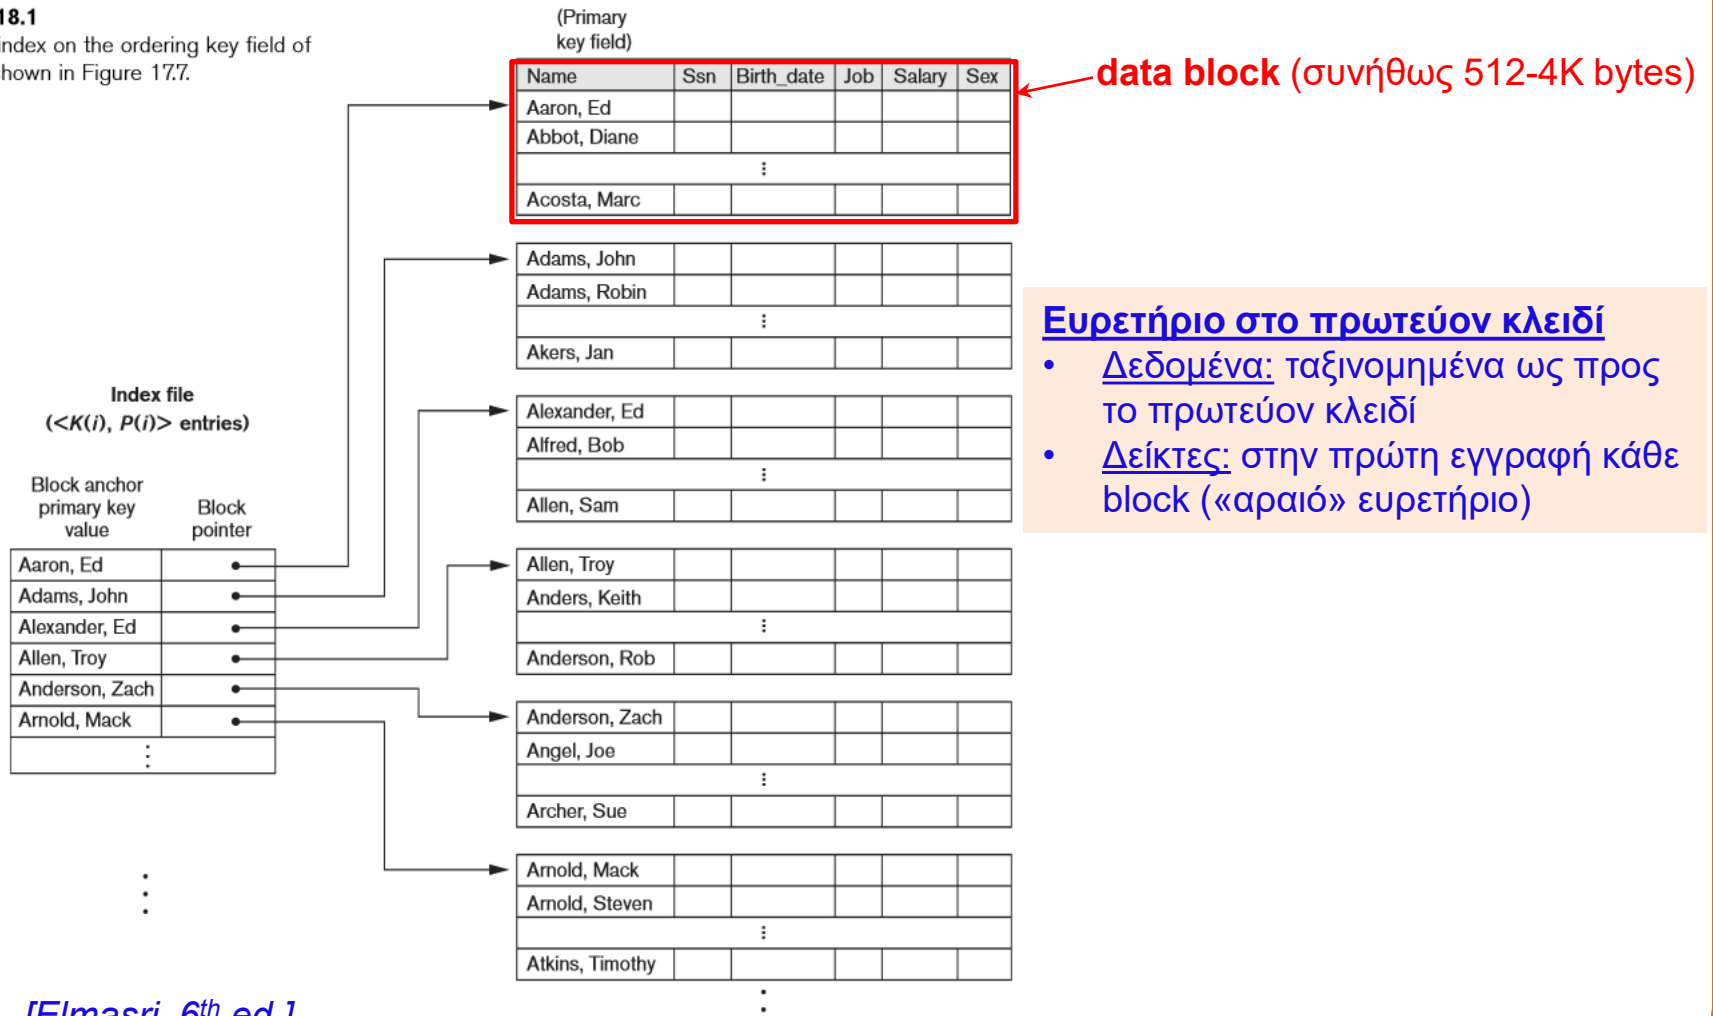 18.1
index on the ordering key field of
shown in Figure 17.7.
(Primary
key field)
Name Ssn Birth_date Job Salary Sex
Aaron, Ed
Abbot, Diane
Acosta, Marc
data block (συνήθως 512-4K bytes)
Adams, John
Adams, Robin
Akers, Jan
Alexander, Ed
Alfred, Bob
Allen, Sam
Allen, Troy
Anders, Keith
Anderson, Rob
Anderson, Zach
Angel, Joe
Archer, Sue
Arnold, Mack
Arnold, Steven
Atkins, Timothy
Index file
(<K(i), P(i)> entries)
Block anchor
primary key
value
Block
pointer
Aaron, Ed
Adams, John
Alexander, Ed
Allen, Troy
Anderson, Zach
Arnold, Mack
Ευρετήριο στο πρωτεύον κλειδί
• Δεδομένα: ταξινομημένα ως προς
το πρωτεύον κλειδί
• Δείκτες: στην πρώτη εγγραφή κάθε
block («αραιό» ευρετήριο)
[Elmasri, 6th ed.]